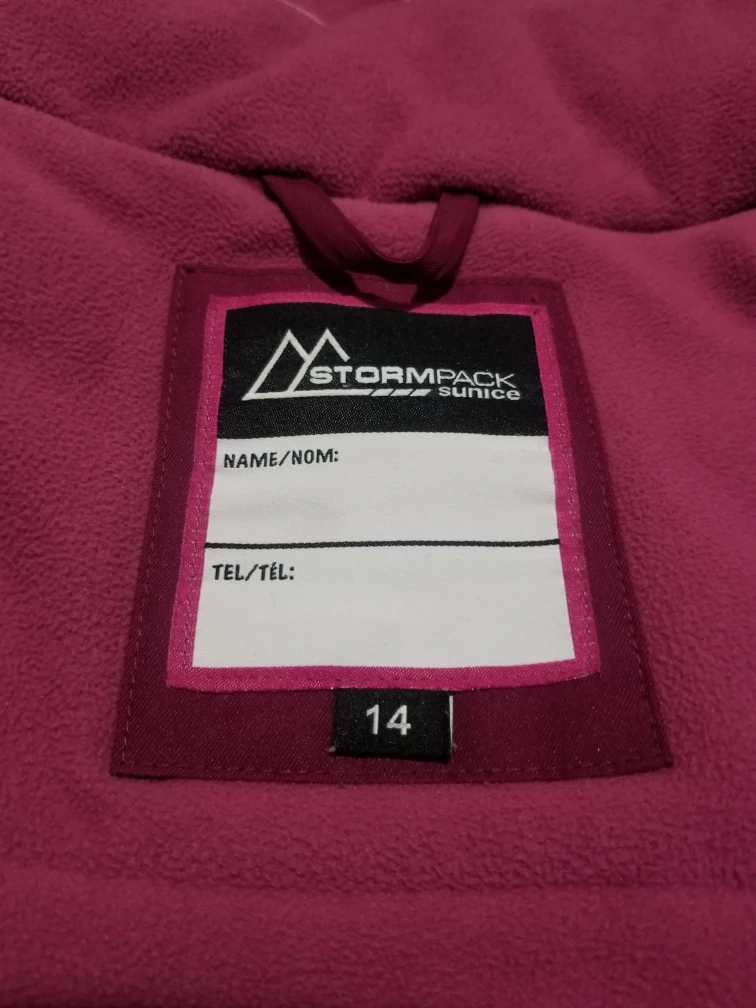 STORMPACK
sunice
NAME/NOM:
TEL/TÉL:
14